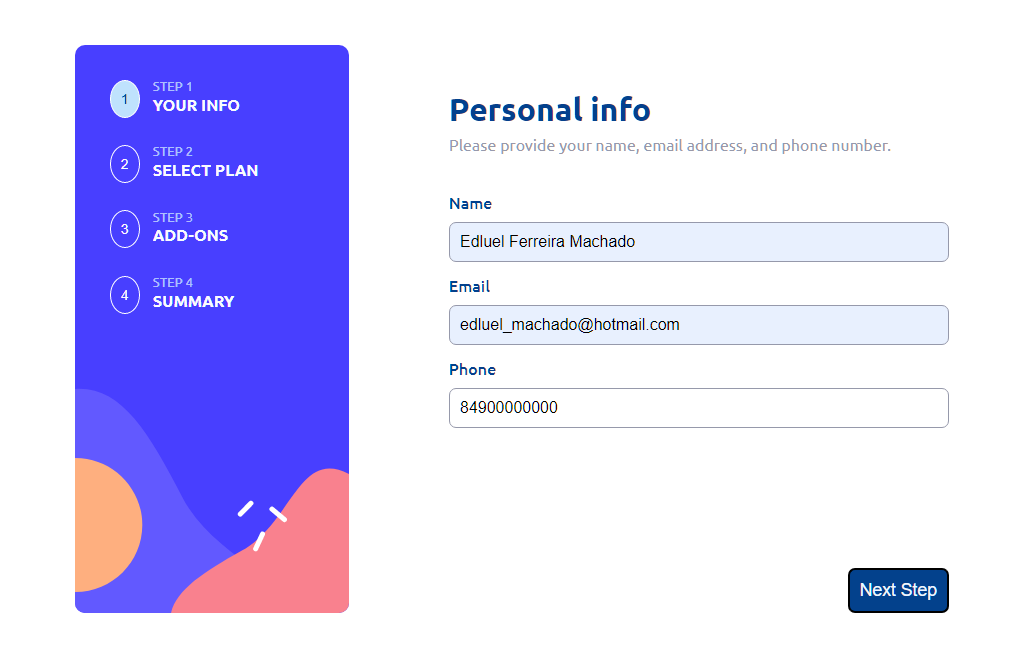 1
STEP 1
YOUR INFO
2
STEP 2
SELECT PLAN
3
STEP 3
ADD-ONS
4
STEP 4
SUMMARY
Personal info
Please provide your name, email address, and phone number.
Name
Edluel Ferreira Machado
Email
edluel_machado@hotmail.com
Phone
84900000000
Next Step